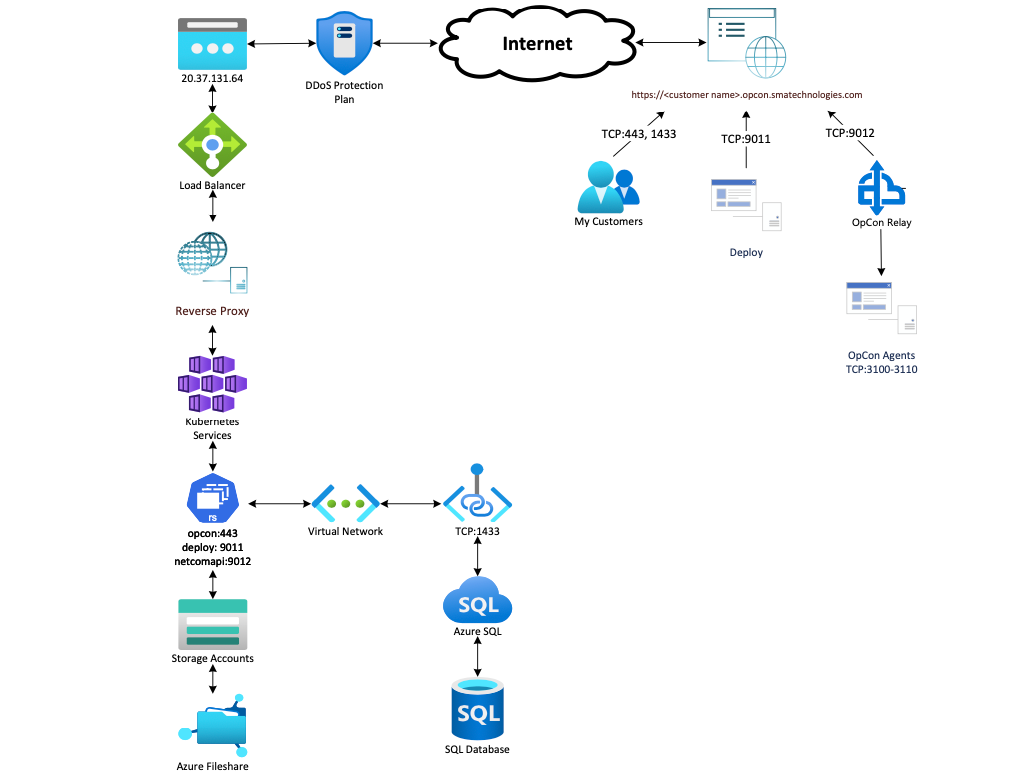 Internet
20.37.131.64
DDoS Protection
Plan
https://<customer name>.opcon.smatechnologies.com
TCP:443, 1433
TCP:9011
TCP:9012
Load Balancer
My Customers
OpCon Relay
Deploy
Reverse Proxy
OpCon Agents
TCP:3100-3110
Kubernetes
Services
rs
opcon:443
deploy: 9011
netcomapi:9012
Virtual Network
TCP:1433
SQL
Azure SQL
Storage Accounts
SQL
SQL Database
Azure Fileshare